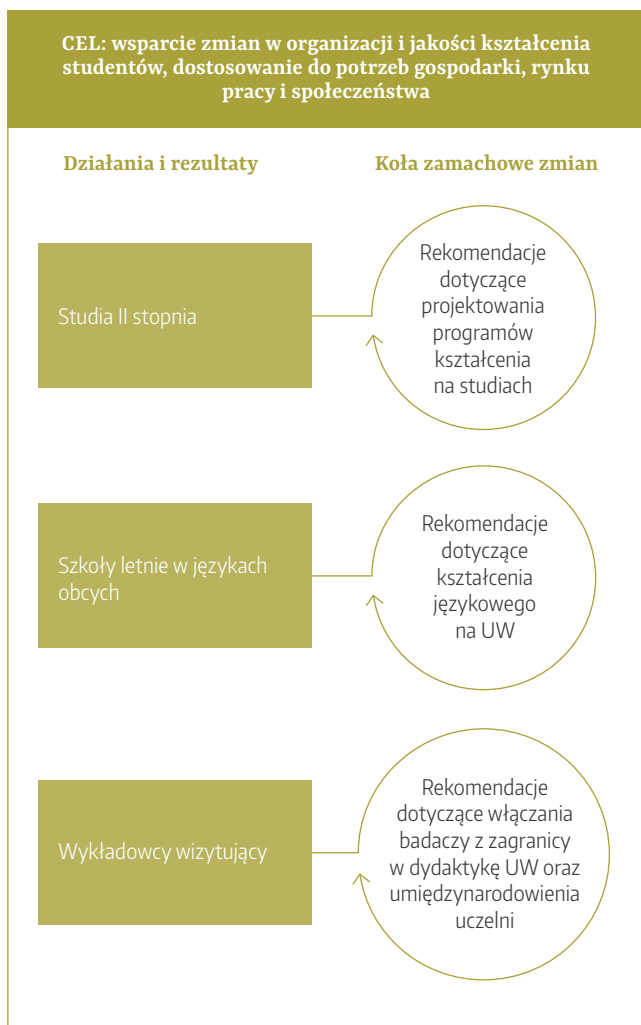 CEL: wsparcie zmian w organizacji i jakości kształcenia
studentów, dostosowanie do potrzeb gospodarki, rynku
pracy i społeczeństwa
Działania i rezultaty
Koła zamachowe zmian
Studia II stopnia
Rekomendacje
dotyczące
projektowania
programów
kształcenia
na studiach
Szkoły letnie w językach
obcych
Rekomendacje
dotyczące
kształcenia
językowego
na UW
Wykładowcy wizytujący
Rekomendacje
dotyczące włączania
badaczy z zagranicy
w dydaktykę UW oraz
umiędzynarodowienia
uczelni